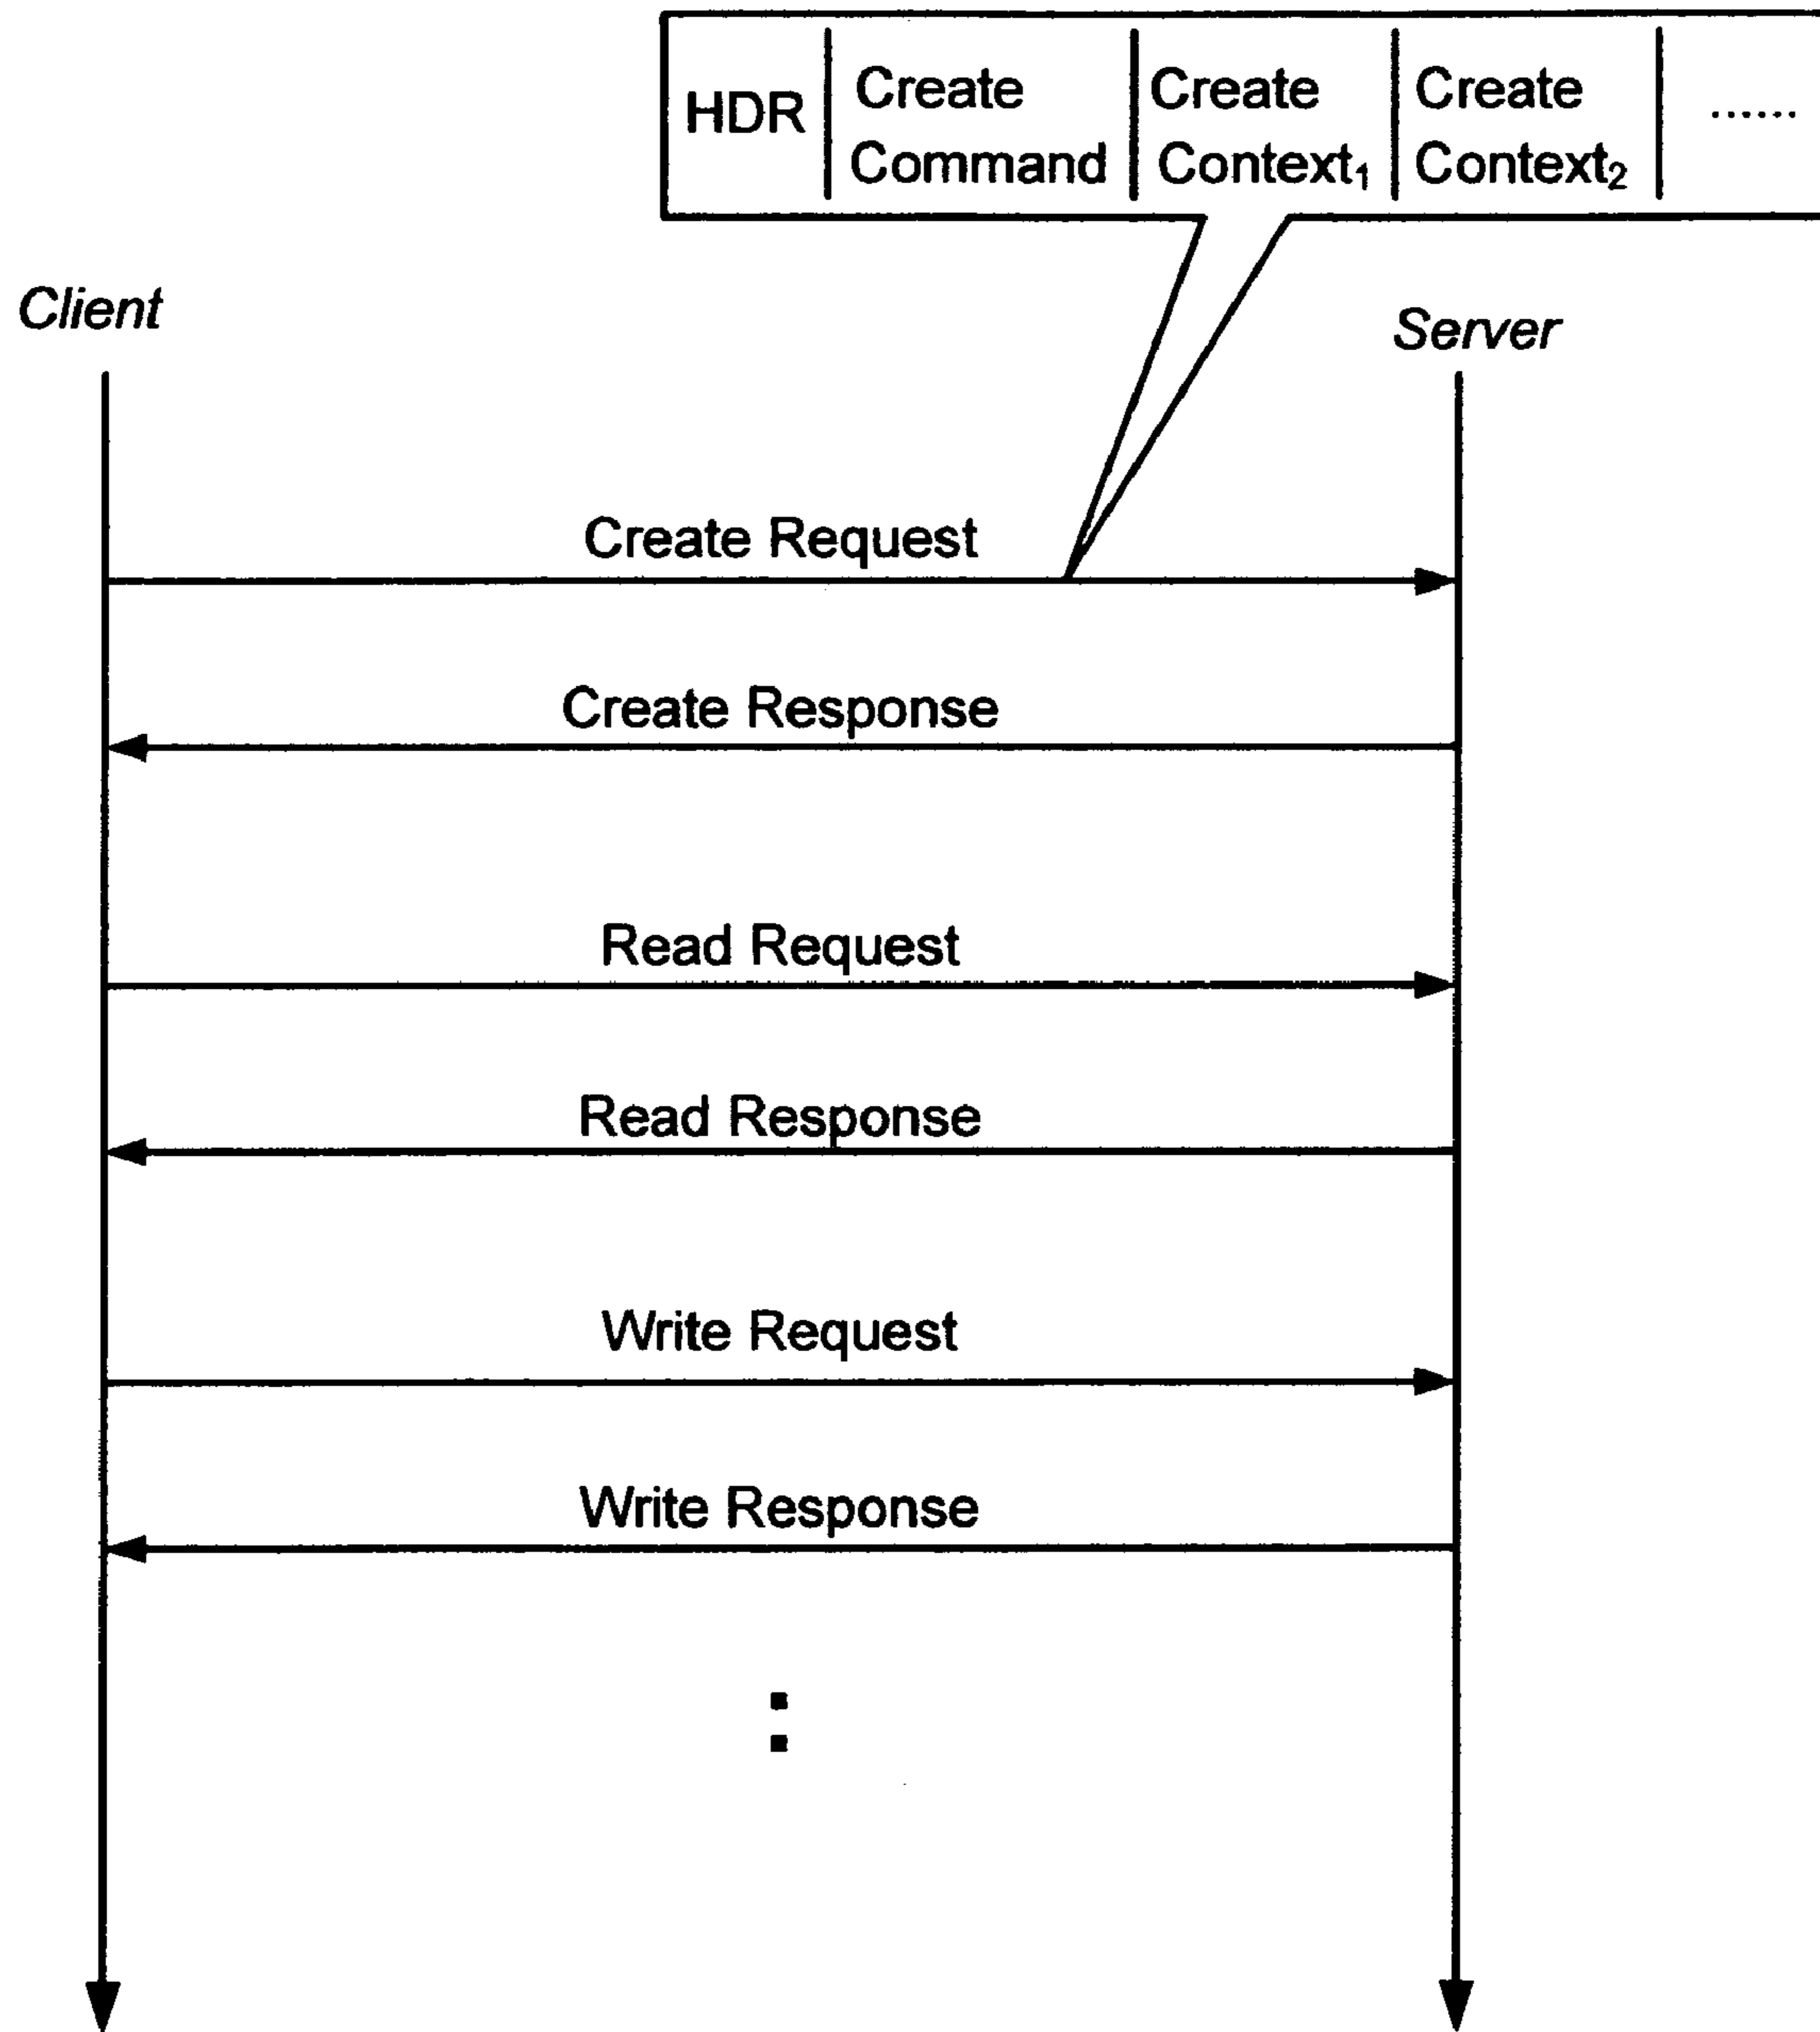 HDR
Create
Command
Create
Context₁
Create
Context₂
......
Client
Server
Create Request
Create Response
Read Request
Read Response
Write Request
Write Response